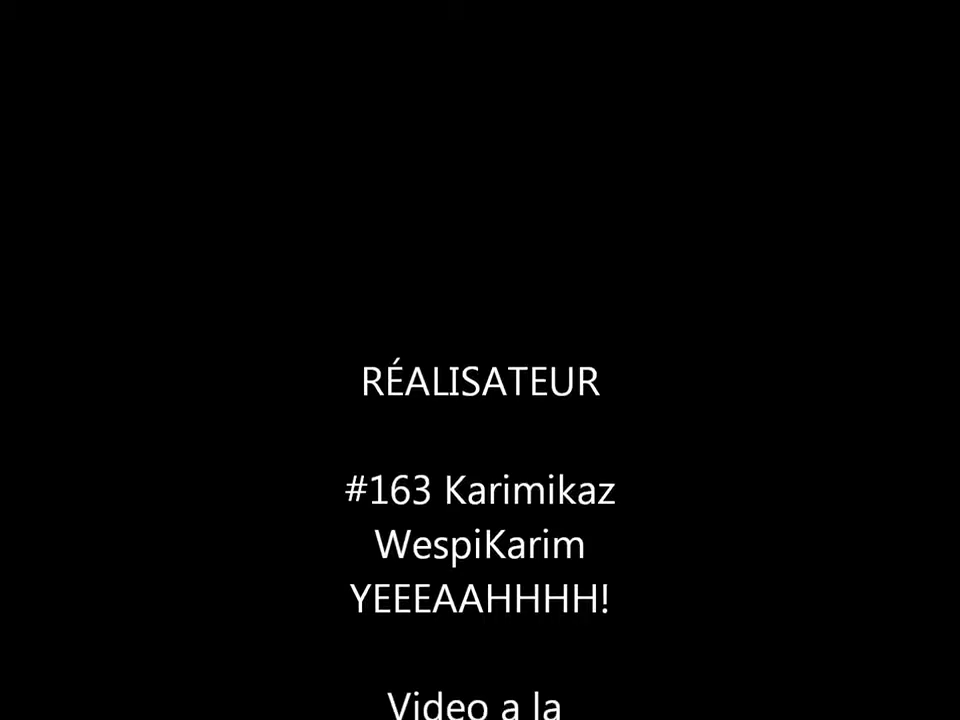 RÉALISATEUR
#163 Karimikaz
WespiKarim
YEEEAAHHHH!
Video a la